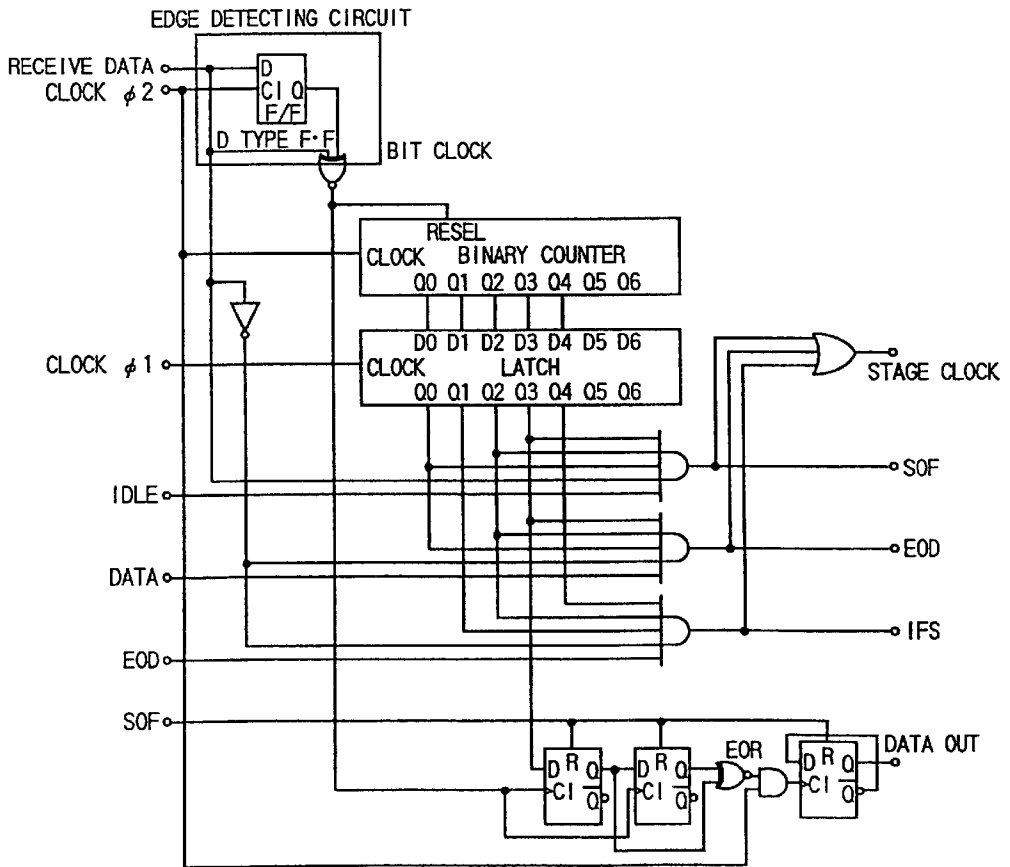 EDGE DETECTING CIRCUIT
RECEIVE DATA
D
CLOCK φ2
CI Q
F/F
D TYPE F·F
BIT CLOCK
RESEL
CLOCK BINARY COUNTER
Q0 Q1 Q2 Q3 Q4 Q5 Q6
D0 D1 D2 D3 D4 D5 D6
CLOCK φ1
CLOCK LATCH
Q0 Q1 Q2 Q3 Q4 Q5 Q6
STAGE CLOCK
SOF
IDLE
EOD
DATA
IFS
EOD
SOF
D R Q
CI Q
D R Q
CI Q
EOR
D R Q
CI Q
DATA OUT